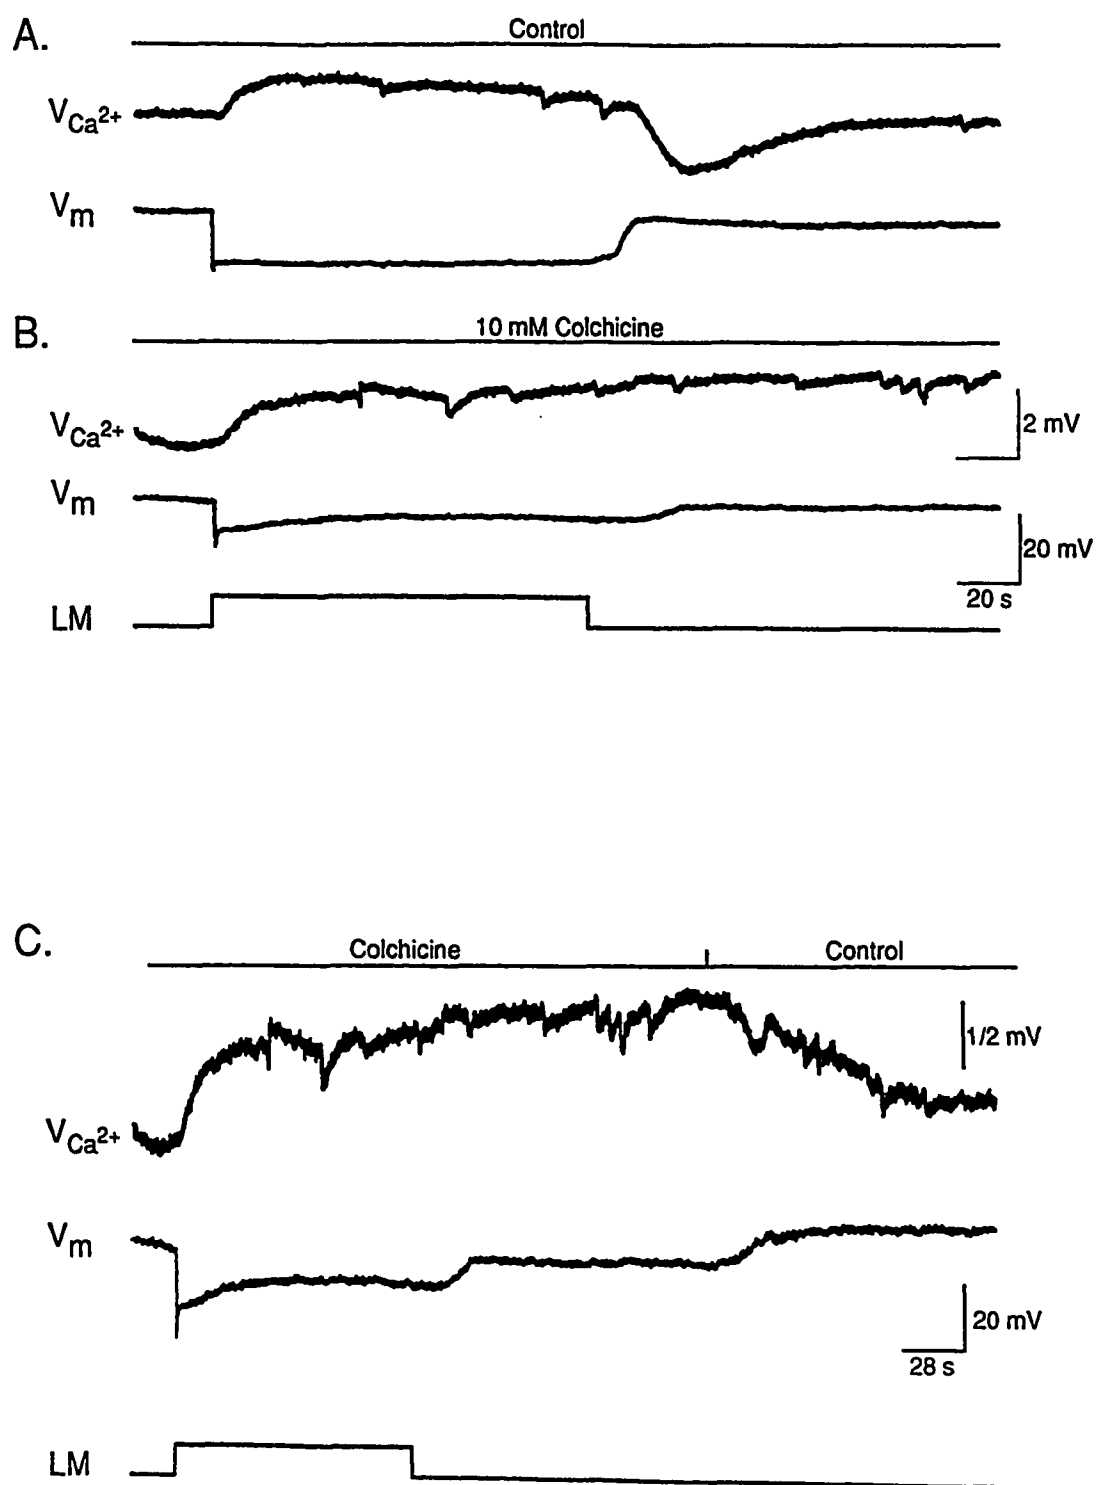 A.
Control
VCa2+
Vm
B.
10 mM Colchicine
VCa2+
2 mV
Vm
20 mV
20 s
LM
C.
Colchicine
Control
1/2 mV
VCa2+
Vm
20 mV
28 s
LM